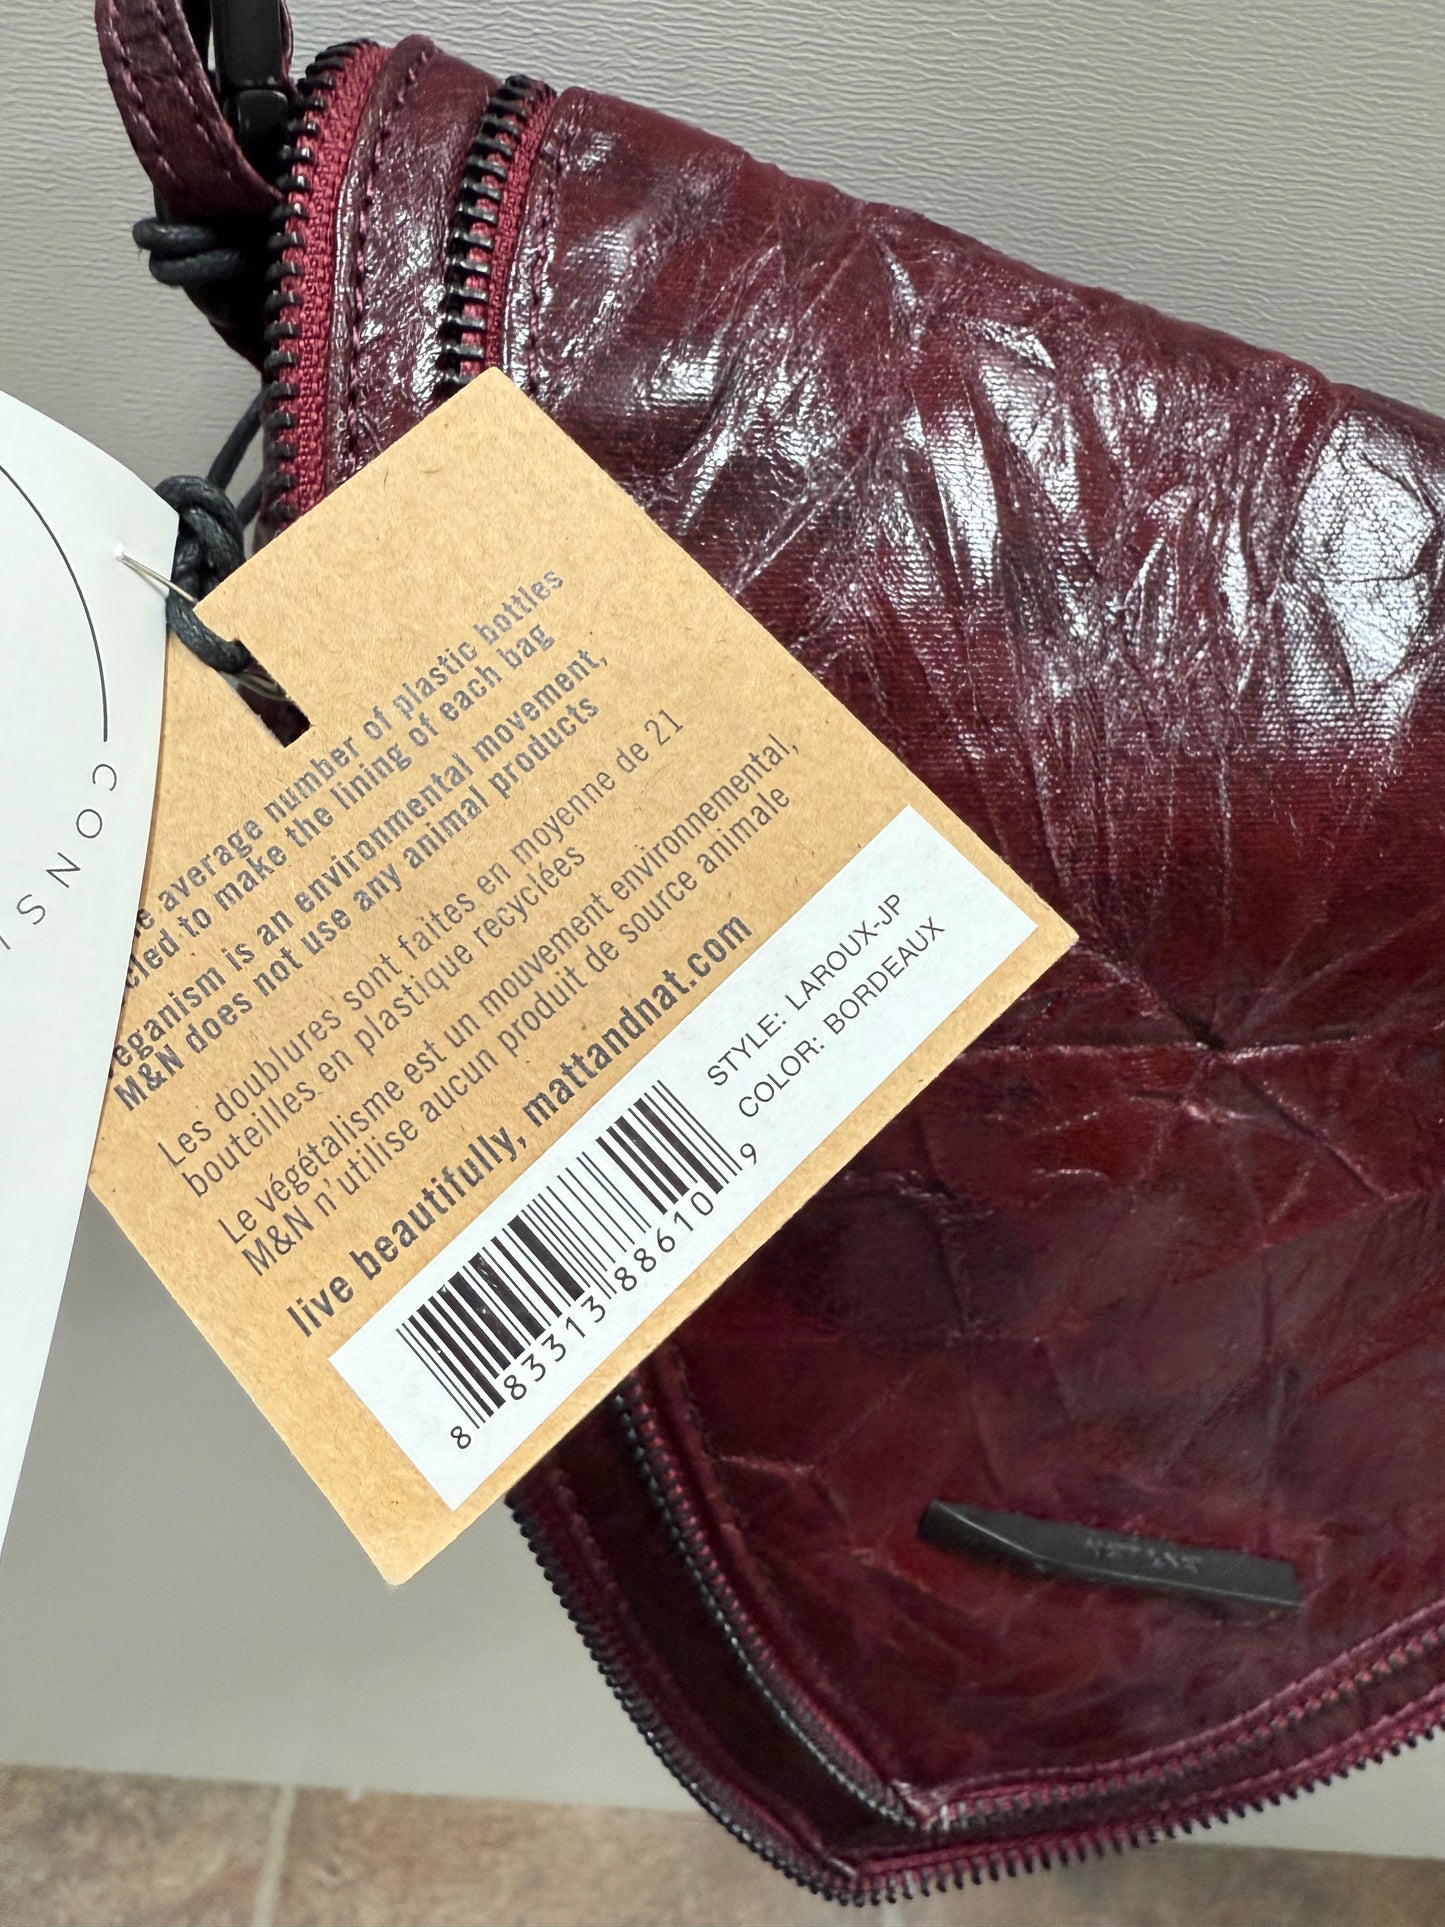 CONSI
average number of plastic bottles
to make the lining of each bag
is an environmental movement,
M&N does not use any animal products
Les doublures sont faites en moyenne de 21
bouteilles en plastique recyclées
Le végétalisme est un mouvement environnemental,
M&N n'utilise aucun produit de source animale
live beautifully, mattandnat.com
STYLE: LAROUX-JP
COLOR: BORDEAUX
8 83313 88610 9